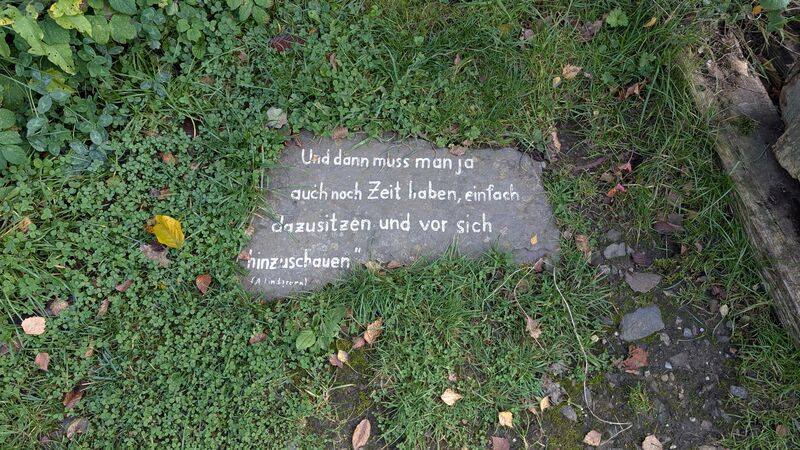 Und dann muss man ja
auch noch Zeit haben, einfach
dazusitzen und vor sich
hinzuschauen"
(A. Lindgren)